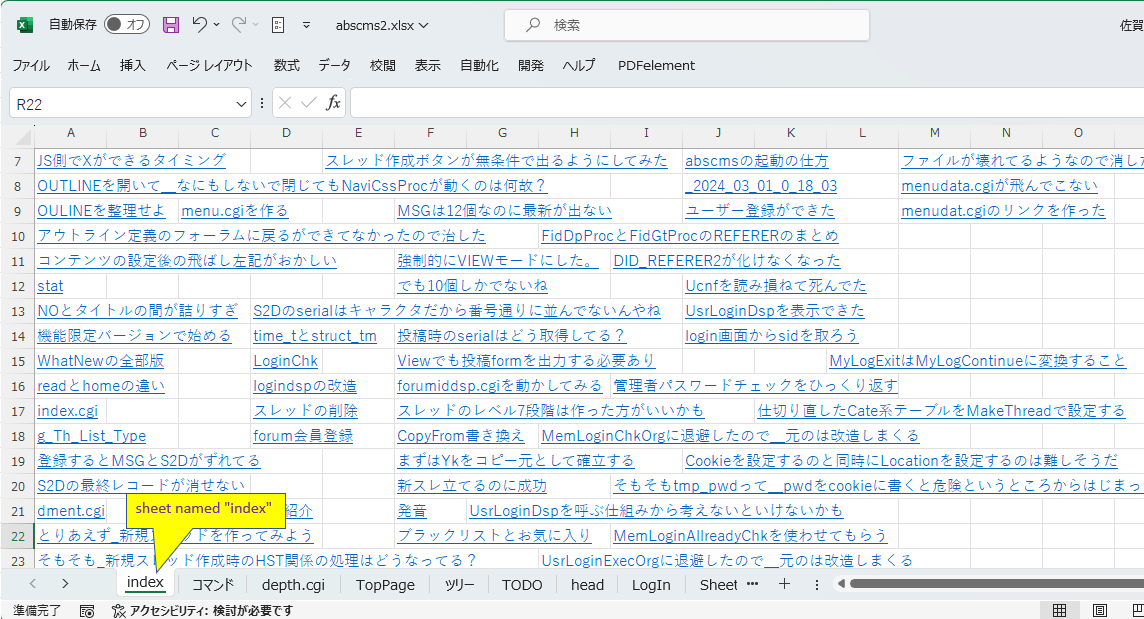 自動保存 オフ abscms2.xlsx 検索 佐賀
ファイル ホーム 挿入 ページ レイアウト 数式 データ 校閲 表示 自動化 開発 ヘルプ PDFelement
R22 fx
A B C D E F G H I J K L M N O
7 JS側でXができるタイミング スレッド作成ボタンが無条件で出るようにしてみた abscmsの起動の仕方 ファイルが壊れてるようなので消した
8 OUTLINEを開いて__なにもしないで閉じてもNaviCssProcが動くのは何故？ _2024_03_01_0_18_03 menudata.cgiが飛んでこない
9 OULINEを整理せよ menu.cgiを作る MSGは12個なのに最新が出ない ユーザー登録ができた menudat.cgiのリンクを作った
10 アウトライン定義のフォーラムに戻るができてなかったので治した FidDpProcとFidGtProcのREFERERのまとめ
11 コンテンツの設定後の飛ばし左記がおかしい 強制的にVIEWモードにした。 DID_REFERER2が化けなくなった
12 stat でも10個しかでないね Ucnfを読み損ねて死んでた
13 NOとタイトルの間が詰りすぎ S2Dのserialはキャラクタだから番号通りに並んでないんやね UsrLoginDspを表示できた
14 機能限定バージョンで始める time_tとstruct_tm 投稿時のserialはどう取得してる？ login画面からsidを取ろう
15 WhatNewの全部版 LoginChk Viewでも投稿formを出力する必要あり MyLogExitはMyLogContinueに変換すること
16 readとhomeの違い logindspの改造 forumiddsp.cgiを動かしてみる 管理者パスワードチェックをひっくり返す
17 index.cgi スレッドの削除 スレッドのレベル7段階は作った方がいいかも 仕切り直したCate系テーブルをMakeThreadで設定する
18 g_Th_List_Type forum会員登録 CopyFrom書き換え MemLoginChkOrgに退避したので__元のは改造しまくる
19 登録するとMSGとS2Dがずれてる まずはYkをコピー元として確立する Cookieを設定するのと同時にLocationを設定するのは難しそうだ
20 S2Dの最終レコードが消せない 新スレ立てるのに成功 そもそもtmp_pwdって__pwdをcookieに書くと危険というところからはじまっ
sheet named "index"
21 dment.cgi 紹介 発音 UsrLoginDspを呼ぶ仕組みから考えないといけないかも
22 とりあえず_新規スレッドを作ってみよう ブラックリストとお気に入り MemLoginAllreadyChkを使わせてもらう
23 そもそも_新規スレッド作成時のHST関係の処理はどうなってる？ UsrLoginExecOrgに退避したので__元のは改造しまくる
index コマンド depth.cgi TopPage ツリー TODO head LogIn Sheet
準備完了 アクセシビリティ: 検討が必要です